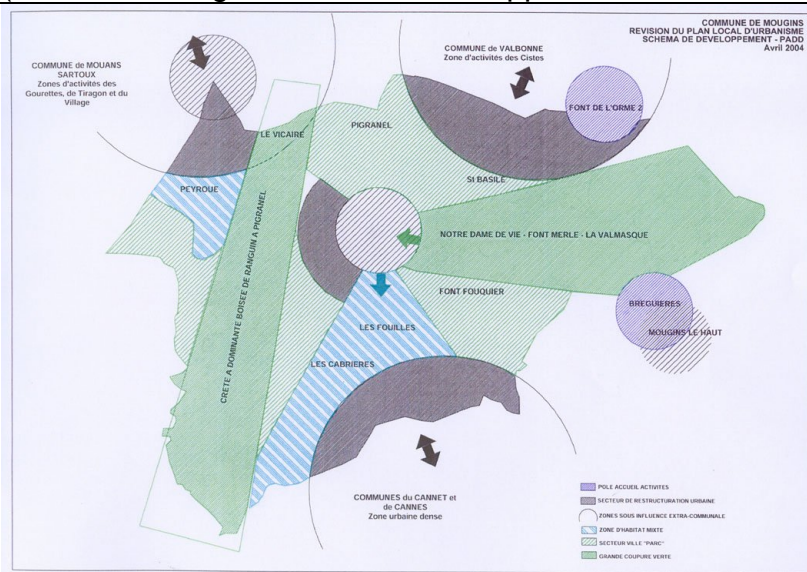 COMMUNE DE MOUGINS
REVISION DU PLAN LOCAL D'URBANISME
SCHEMA DE DEVELOPPEMENT - PADD
Avril 2004
COMMUNE de MOUANS
SARTOUX
Zones d'activités des
Gourettes, de Tiragon et du
Village
COMMUNE de VALBONNE
Zone d'activités des Cistes
FONT DE L'ORME 2
LE VICAIRE
PIGRANEL
PEYROUE
ST BASILE
NOTRE DAME DE VIE - FONT MERLE - LA VALMASQUE
CRETE A DOMINANTE BOISEE DE RANGUIN A PIGRANEL
FONT FOUQUIER
BREGUIERES
MOUGINS LE HAUT
LES FOUILLES
LES CABRIERES
COMMUNES du CANNET et
de CANNES
Zone urbaine dense
POLE ACCUEIL ACTIVITES
SECTEUR DE RESTRUCTURATION URBAINE
ZONES SOUS INFLUENCE EXTRA-COMMUNALE
ZONE D'HABITAT MIXTE
SECTEUR VILLE "PARC"
GRANDE COUPURE VERTE